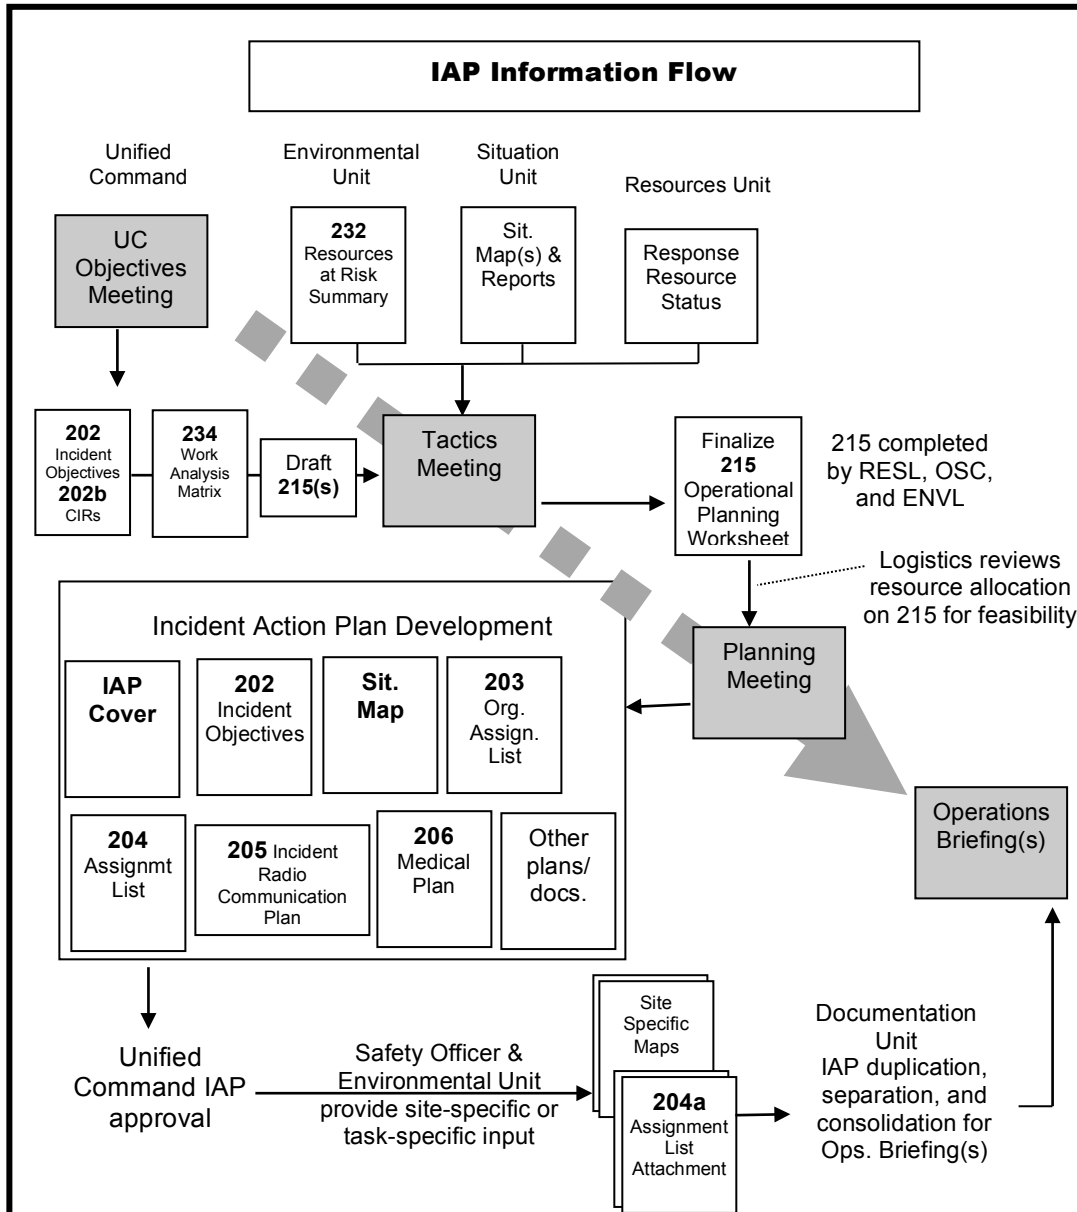 IAP Information Flow
Unified
Command
Environmental
Unit
Situation
Unit
Resources Unit
UC
Objectives
Meeting
232
Resources
at Risk
Summary
Sit.
Map(s) &
Reports
Response
Resource
Status
202
Incident
Objectives
202b
CIRs
234
Work
Analysis
Matrix
Draft
215(s)
Tactics
Meeting
Finalize
215
Operational
Planning
Worksheet
215 completed
by RESL, OSC,
and ENVL
Logistics reviews
resource allocation
on 215 for feasibility
Planning
Meeting
Incident Action Plan Development
IAP
Cover
202
Incident
Objectives
Sit.
Map
203
Org.
Assign.
List
204
Assignmt
List
205 Incident
Radio
Communication
Plan
206
Medical
Plan
Other
plans/
docs.
Operations
Briefing(s)
Unified
Command IAP
approval
Safety Officer &
Environmental Unit
provide site-specific or
task-specific input
Site
Specific
Maps
204a
Assignment
List
Attachment
Documentation
Unit
IAP duplication,
separation, and
consolidation for
Ops. Briefing(s)